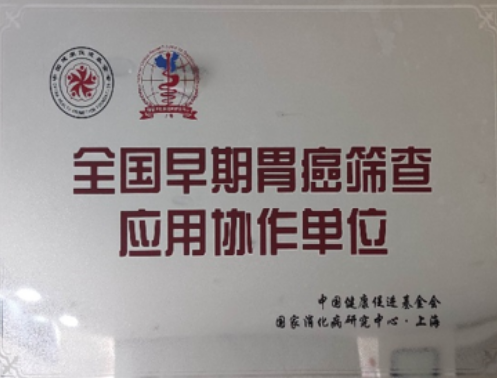 全国早期胃癌筛查
应用协作单位
中国健康促进基金会
国家消化病研究中心·上海